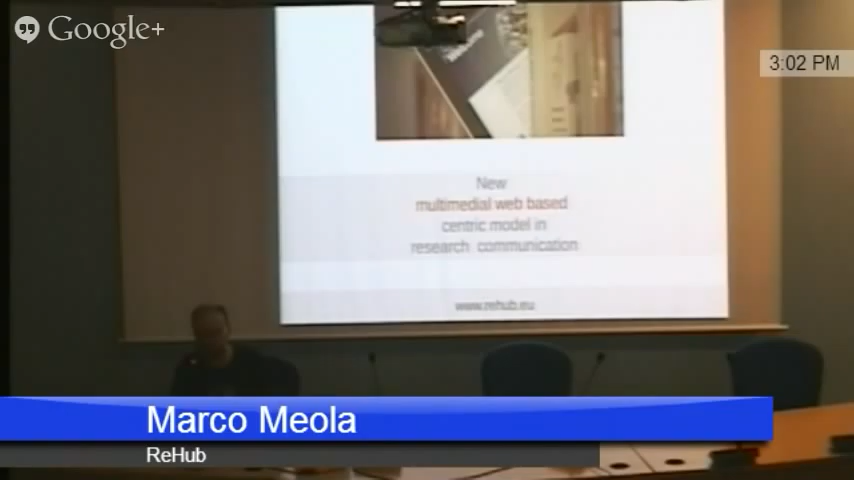 Google+
3:02 PM
New
multimedial web based
centric model in
research communication
www.rehub.eu
Marco Meola
ReHub